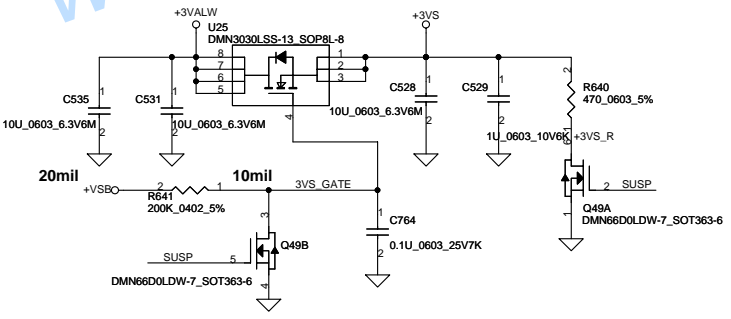 +3VALW
+3VS
U25
DMN3030LSS-13_SOP8L-8
8 1
7 2
6 3
5
4
C535
1
2
10U_0603_6.3V6M
C531
1
2
10U_0603_6.3V6M
C528
1
2
10U_0603_6.3V6M
C529
1
2
1U_0603_10V6K
2
R640
470_0603_5%
+3VS_R
6
2 SUSP
1
Q49A
DMN66D0LDW-7_SOT363-6
20mil
10mil
+VSB
2 1
R641
200K_0402_5%
3VS_GATE
3
SUSP 5
Q49B
4
DMN66D0LDW-7_SOT363-6
1
C764
0.1U_0603_25V7K
2